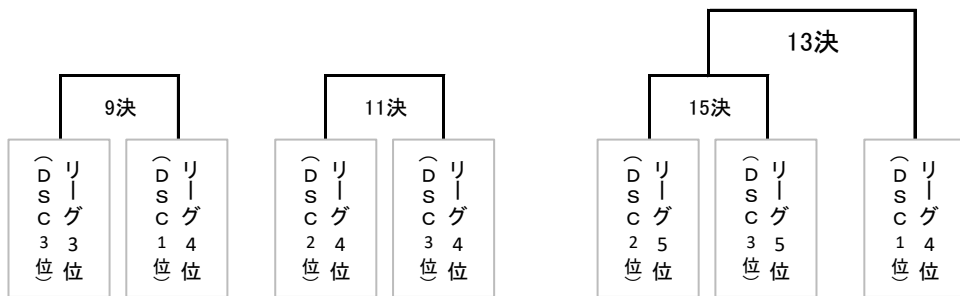 13決
9決
11決
15決
リーグ3位
（DSC3位）
リーグ4位
（DSC1位）
リーグ4位
（DSC2位）
リーグ4位
（DSC3位）
リーグ5位
（DSC2位）
リーグ5位
（DSC3位）
リーグ4位
（DSC1位）